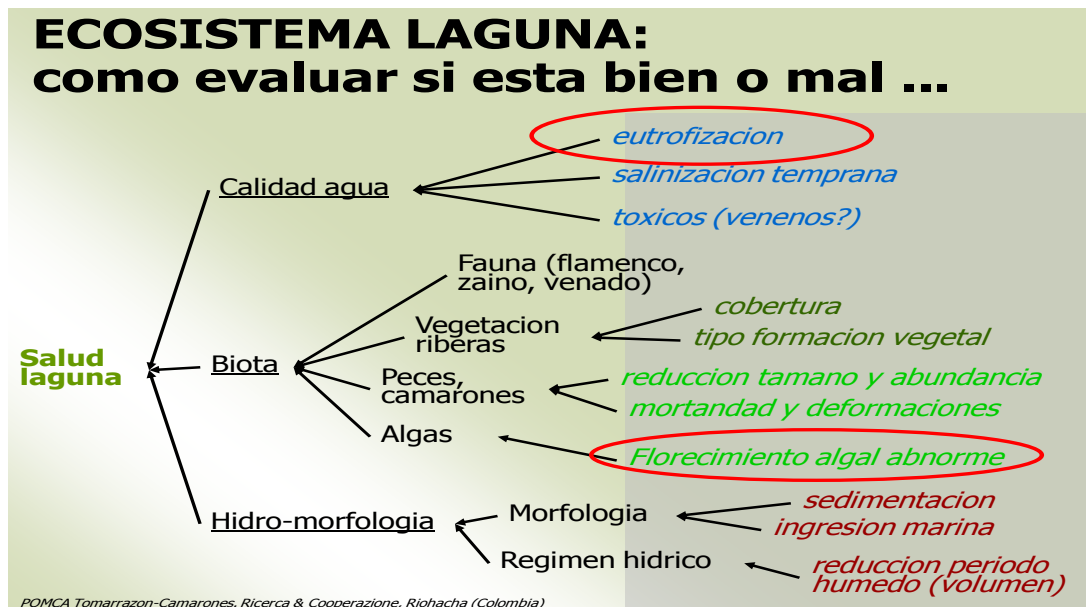 ECOSISTEMA LAGUNA:
como evaluar si esta bien o mal ...
eutrofizacion
Calidad agua
salinizacion temprana
toxicos (venenos?)
Fauna (flamenco,
zaino, venado)
cobertura
Vegetacion
riberas
tipo formacion vegetal
Salud
laguna
Biota
Peces,
camarones
reduccion tamano y abundancia
mortandad y deformaciones
Algas
Florecimiento algal abnorme
Hidro-morfologia
Morfologia
sedimentacion
ingresion marina
Regimen hidrico
reduccion periodo
humedo (volumen)
POMCA Tomarrazon-Camarones, Ricerca & Cooperazione, Riohacha (Colombia)